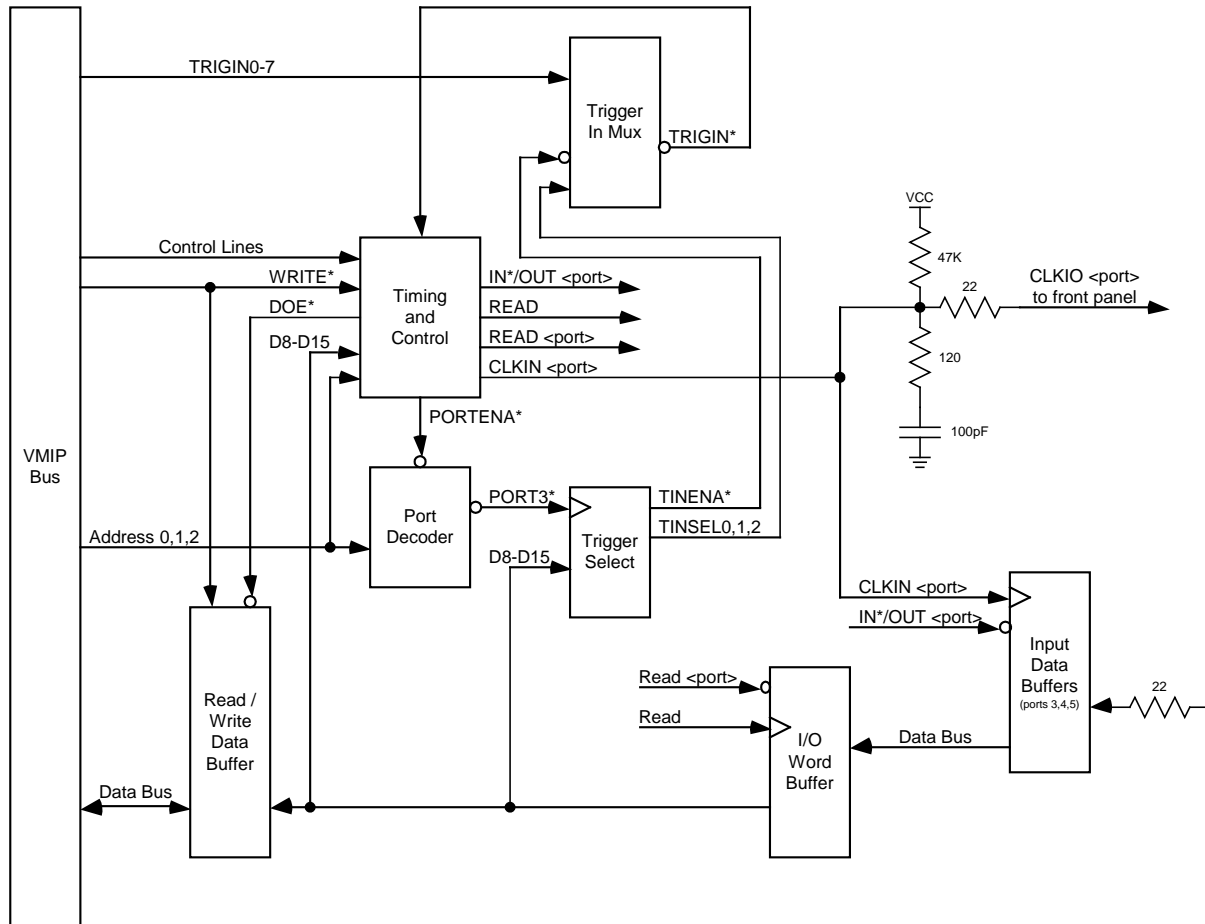 TRIGIN0-7
Trigger
In Mux
TRIGIN*
VCC
47K
22
CLKIO <port>
to front panel
120
100pF
Control Lines
WRITE*
DOE*
D8-D15
Timing
and
Control
IN*/OUT <port>
READ
READ <port>
CLKIN <port>
PORTENA*
VMIP
Bus
Address 0,1,2
Port
Decoder
PORT3*
D8-D15
Trigger
Select
TINENA*
TINSEL0,1,2
CLKIN <port>
IN*/OUT <port>
Input
Data
Buffers
(ports 3,4,5)
22
Read /
Write
Data
Buffer
Read <port>
Read
I/O
Word
Buffer
Data Bus
Data Bus